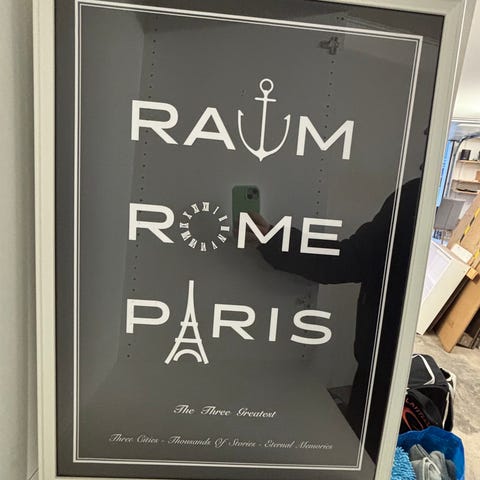 RAUM
ROME
PARIS
The Three Greatest
Three Cities - Thousands Of Stories - Eternal Memories